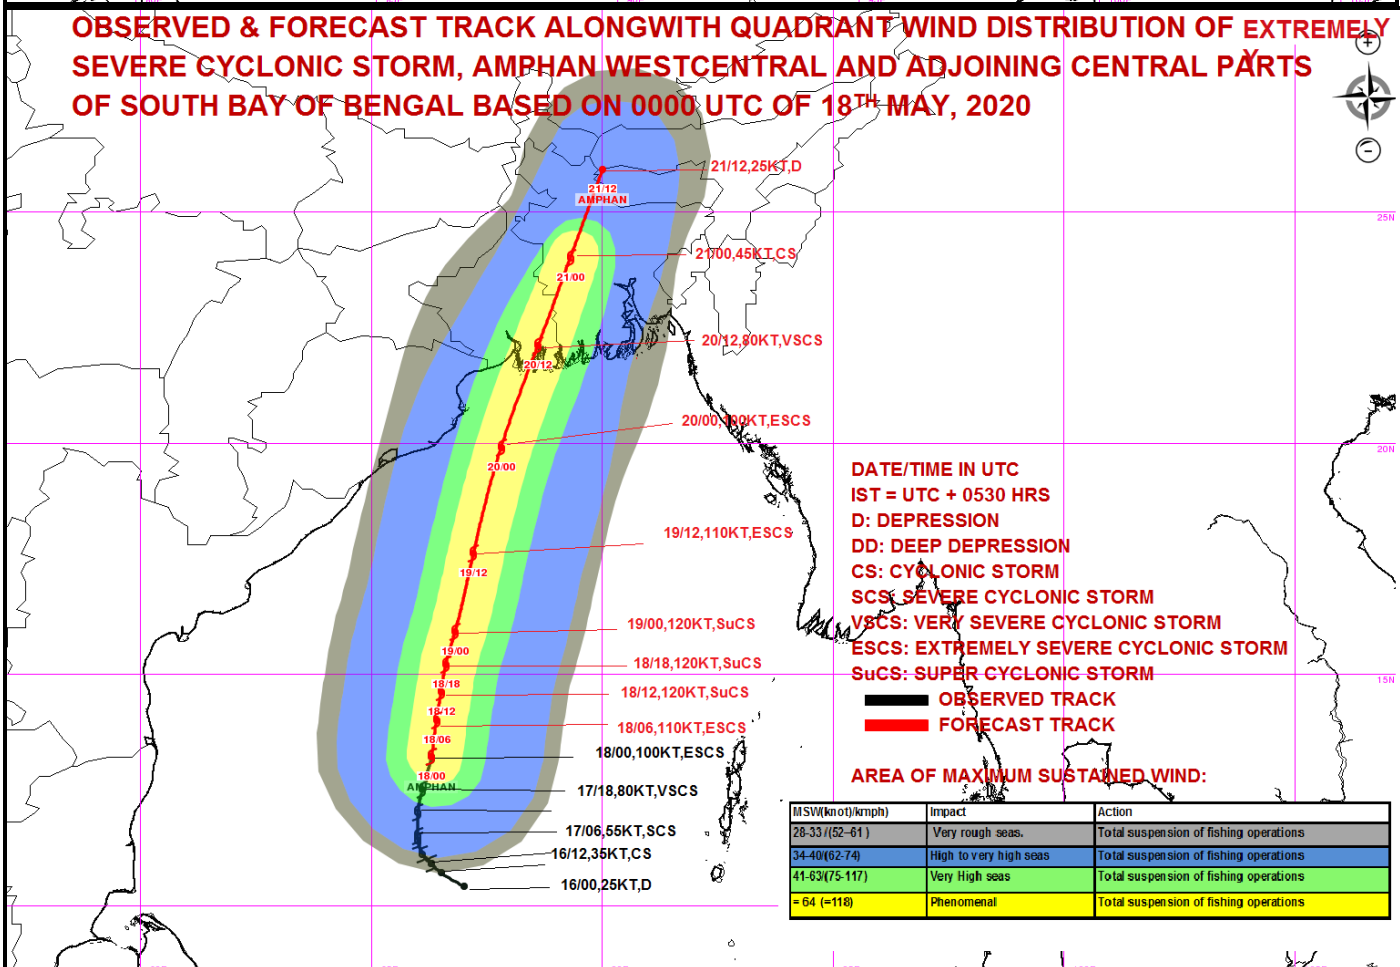 OBSERVED & FORECAST TRACK ALONGWITH QUADRANT WIND DISTRIBUTION OF EXTREMELY
Y
SEVERE CYCLONIC STORM, AMPHAN WESTCENTRAL AND ADJOINING CENTRAL PARTS
OF SOUTH BAY OF BENGAL BASED ON 0000 UTC OF 18TH MAY, 2020
21/12,25KT,D
21/12
AMPHAN
25N
21/00,45KT,CS
21/00
20/12,80KT,VSCS
20/12
20/00,100KT,ESCS
20N
20/00
DATE/TIME IN UTC
IST = UTC + 0530 HRS
D: DEPRESSION
DD: DEEP DEPRESSION
CS: CYCLONIC STORM
SCS: SEVERE CYCLONIC STORM
VSCS: VERY SEVERE CYCLONIC STORM
ESCS: EXTREMELY SEVERE CYCLONIC STORM
SuCS: SUPER CYCLONIC STORM
OBSERVED TRACK
FORECAST TRACK
19/12,110KT,ESCS
19/12
19/00,120KT,SuCS
19/00
18/18,120KT,SuCS
15N
18/18
18/12,120KT,SuCS
18/12
18/06,110KT,ESCS
18/06
18/00,100KT,ESCS
18/00
AMPHAN
17/18,80KT,VSCS
17/06,55KT,SCS
16/12,35KT,CS
16/00,25KT,D
AREA OF MAXIMUM SUSTAINED WIND:
MSW(knot)/kmph) Impact Action
28-33 /(52–61 ) Very rough seas. Total suspension of fishing operations
34-40/(62-74) High to very high seas Total suspension of fishing operations
41-63/(75-117) Very High seas Total suspension of fishing operations
= 64 (=118) Phenomenal Total suspension of fishing operations